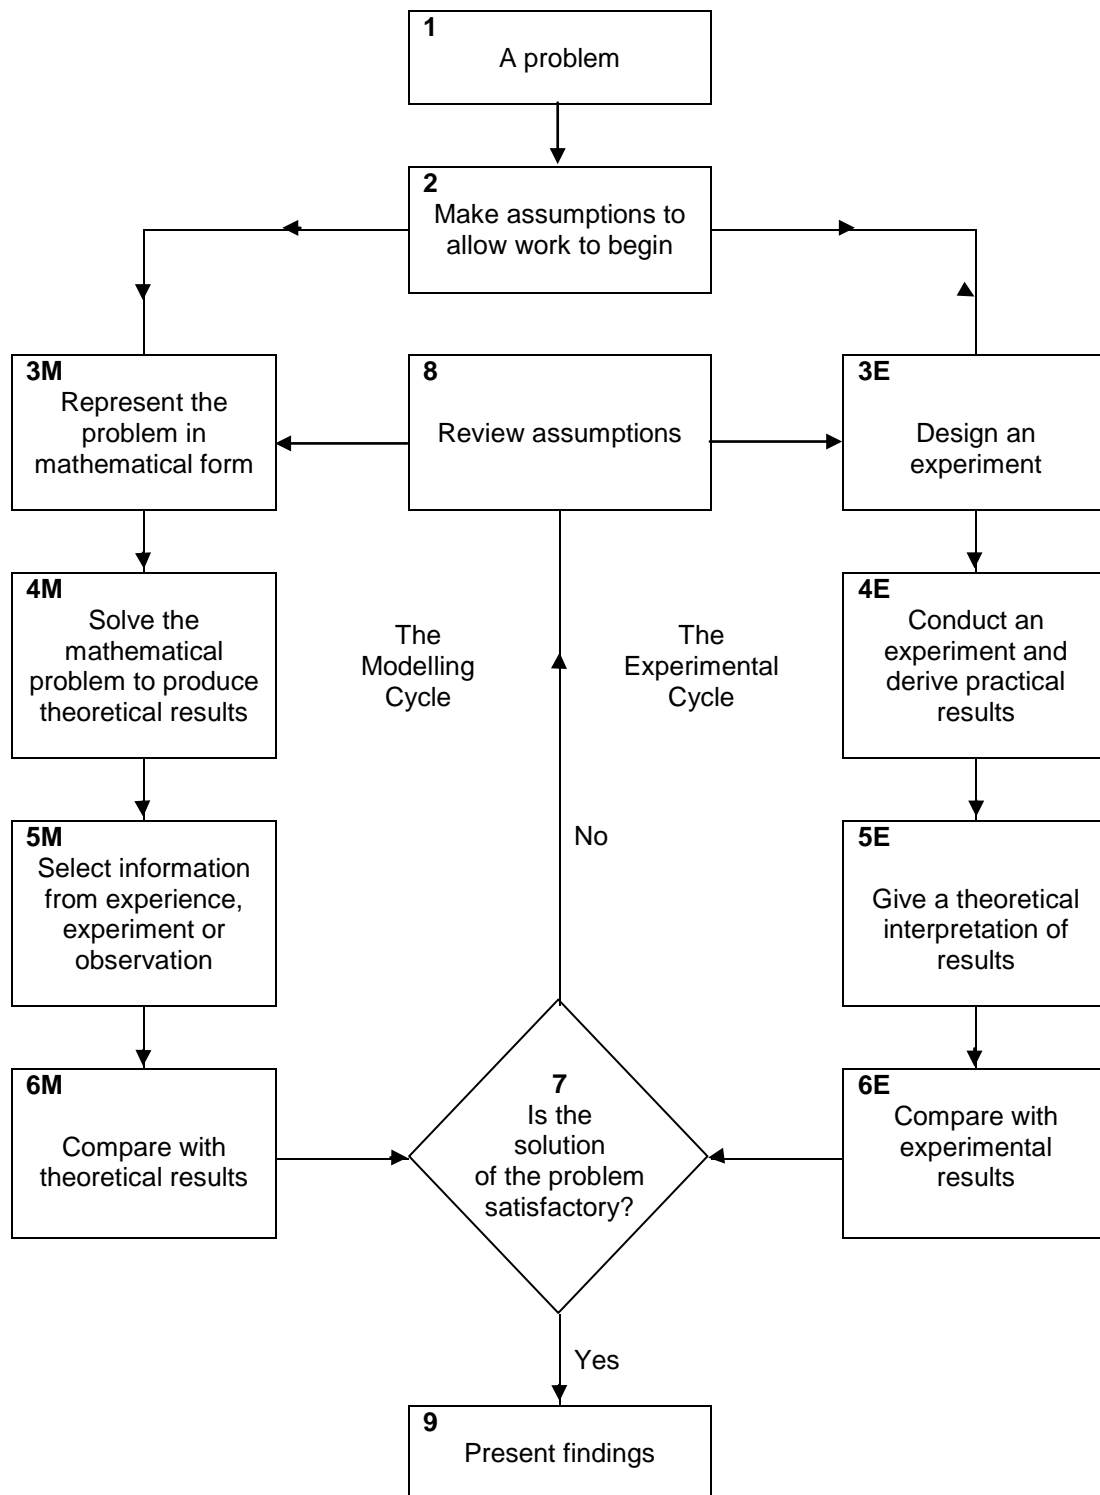 1
A problem
2
Make assumptions to
allow work to begin
3M
Represent the
problem in
mathematical form
8
Review assumptions
3E
Design an
experiment
4M
Solve the
mathematical
problem to produce
theoretical results
The
Modelling
Cycle
The
Experimental
Cycle
4E
Conduct an
experiment and
derive practical
results
5M
Select information
from experience,
experiment or
observation
No
5E
Give a theoretical
interpretation of
results
6M
Compare with
theoretical results
7
Is the
solution
of the problem
satisfactory?
6E
Compare with
experimental
results
Yes
9
Present findings